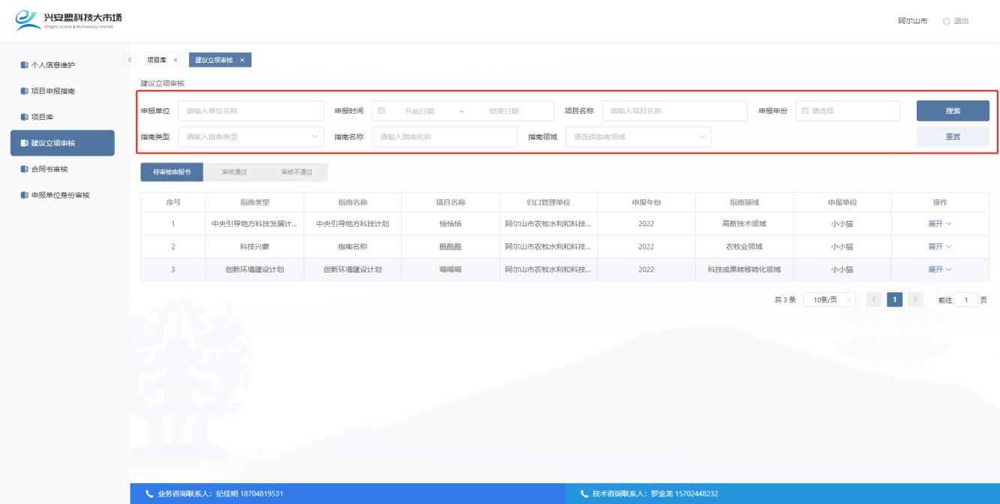 兴安盟科技大市场
XingAn sciece & technology market
阿尔山市 退出
个人信息维护
项目申报指南
项目库
建议立项审核
合同书审核
申报单位身份审核
项目库 × 建议立项审核 ×
建议立项审核
申报单位 请输入单位名称 申报时间 开始日期 - 结束日期 项目名称 请输入项目名称 申报年份 请选择 搜索
指南类型 请输入指南类型 指南名称 请输入指南名称 指南领域 请选择指南领域 重置
待审核申报书 审核通过 审核不通过
序号 指南类型 指南名称 项目名称 归口管理单位 申报年份 指南领域 申报单位 操作
1 中央引导地方科技发展计... 中央引导地方科技计划 恰恰恰 阿尔山市农牧水利和科技... 2022 高新技术领域 小小猫 展开
2 科技兴蒙 指南名称 酷酷酷 阿尔山市农牧水利和科技... 2022 农牧业领域 小小猫 展开
3 创新环境建设计划 创新环境建设计划 喵喵喵 阿尔山市农牧水利和科技... 2022 科技成果转移转化领域 小小猫 展开
共 3 条 10条/页 < 1 > 前往 1 页
业务咨询联系人：纪佳明 18704819531
技术咨询联系人：罗金龙 15702448232